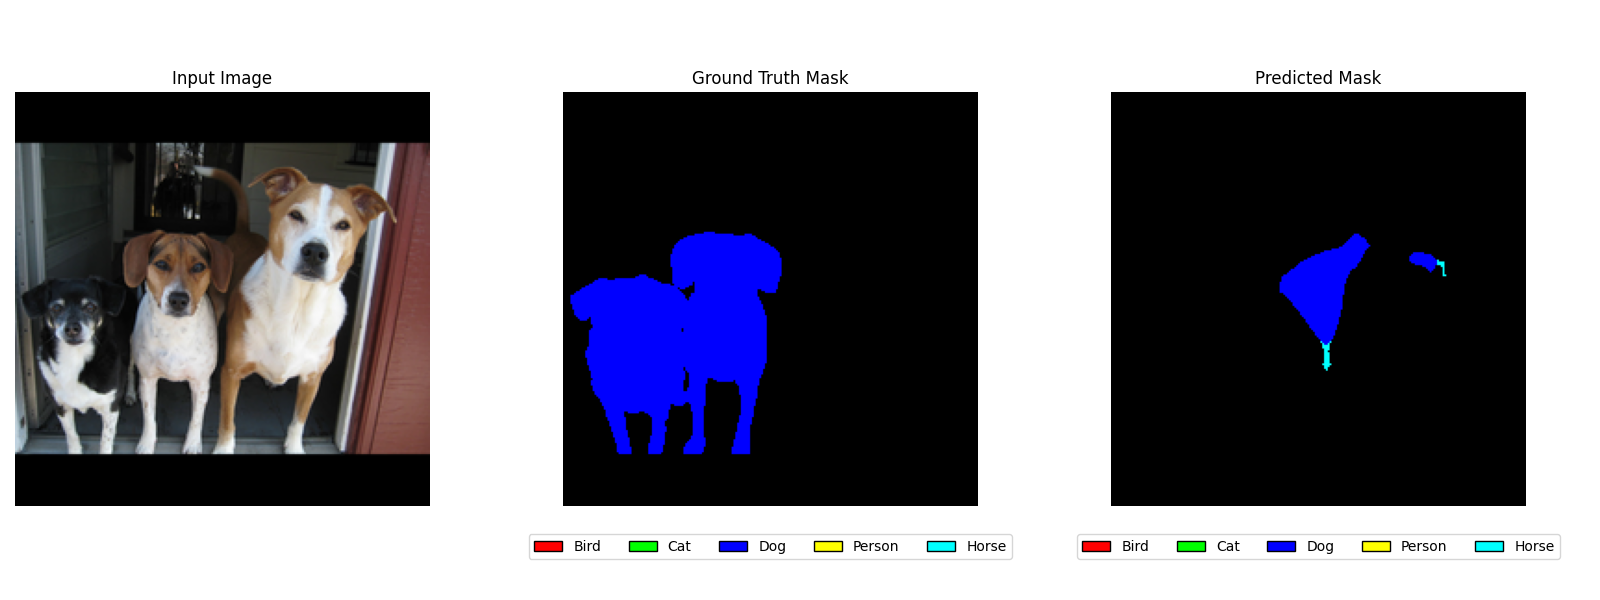 Input Image
Ground Truth Mask
Predicted Mask
Bird Cat Dog Person Horse
Bird Cat Dog Person Horse